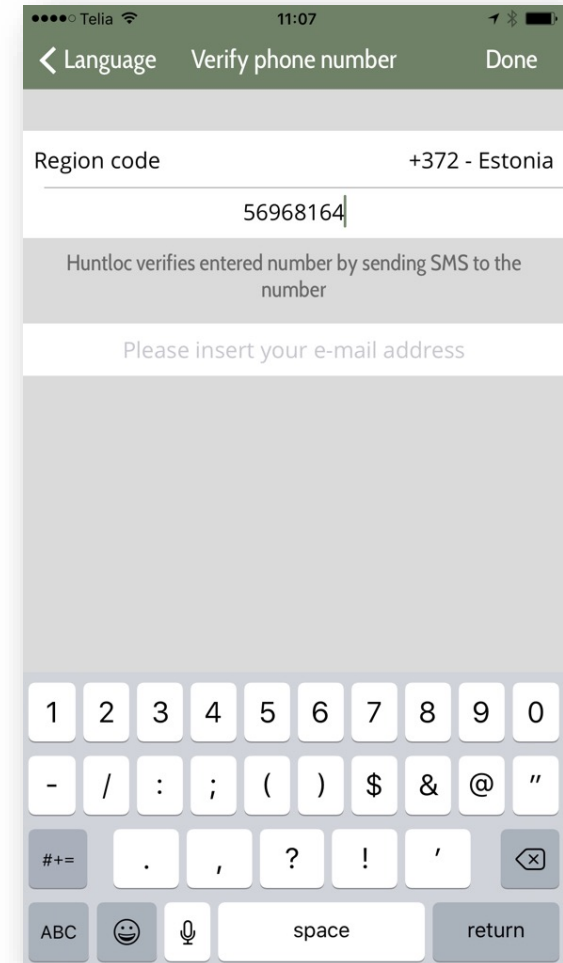 Telia 11:07
Language Verify phone number Done
Region code +372 - Estonia
56968164
Huntloc verifies entered number by sending SMS to the
number
Please insert your e-mail address
1 2 3 4 5 6 7 8 9 0
- / : ; ( ) $ & @ "
#+= . , ? ! '
ABC space return